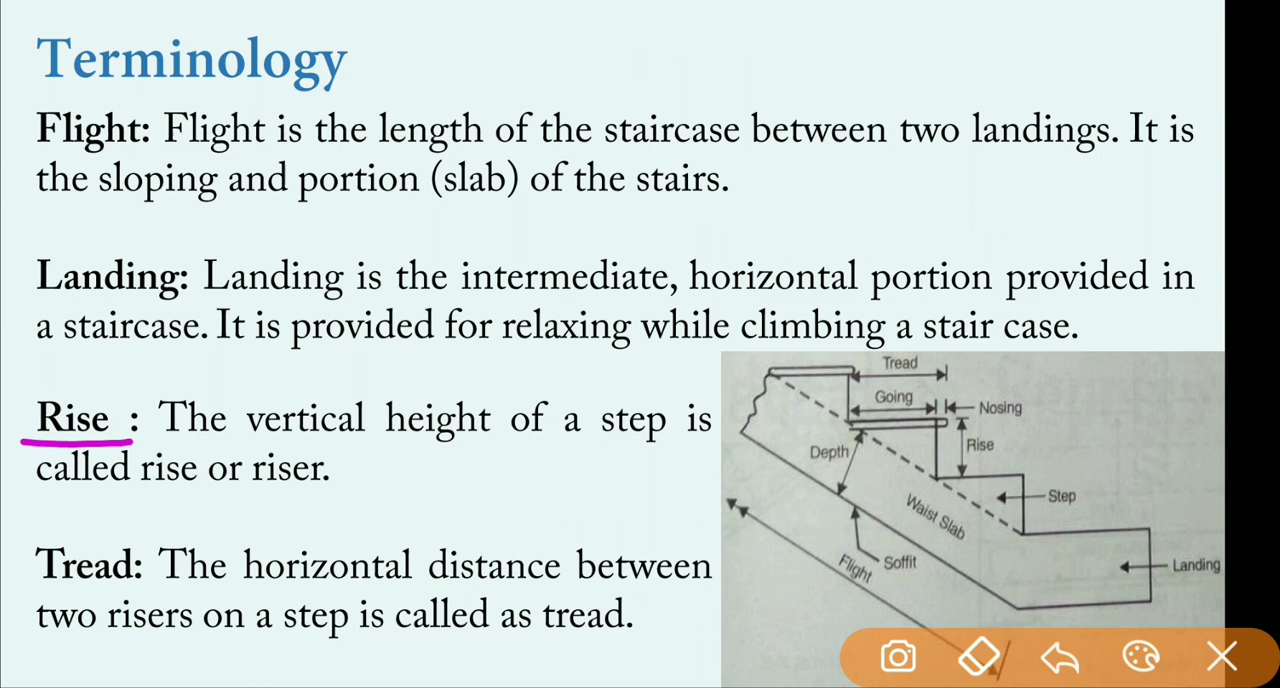 Terminology
Flight: Flight is the length of the staircase between two landings. It is
the sloping and portion (slab) of the stairs.
Landing: Landing is the intermediate, horizontal portion provided in
a staircase. It is provided for relaxing while climbing a stair case.
Rise : The vertical height of a step is
called rise or riser.
Tread: The horizontal distance between
two risers on a step is called as tread.
Tread
Going
Nosing
Rise
Depth
Step
Waist Slab
Soffit
Flight
Landing